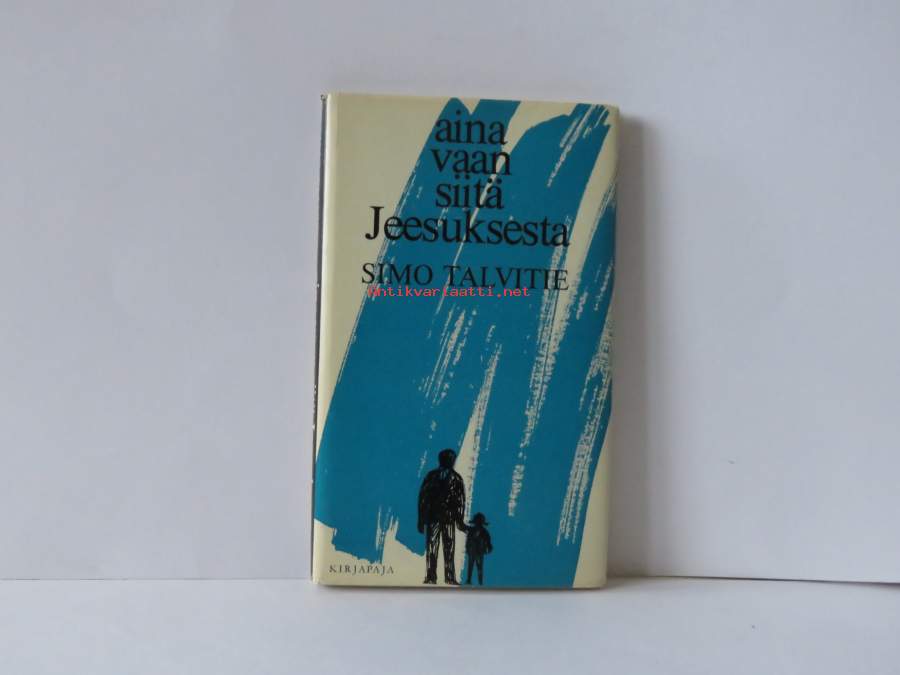 aina
vaan
siitä
Jeesuksesta
SIMO TALVITIE
Antikvariaatti.net
KIRJAPAJA